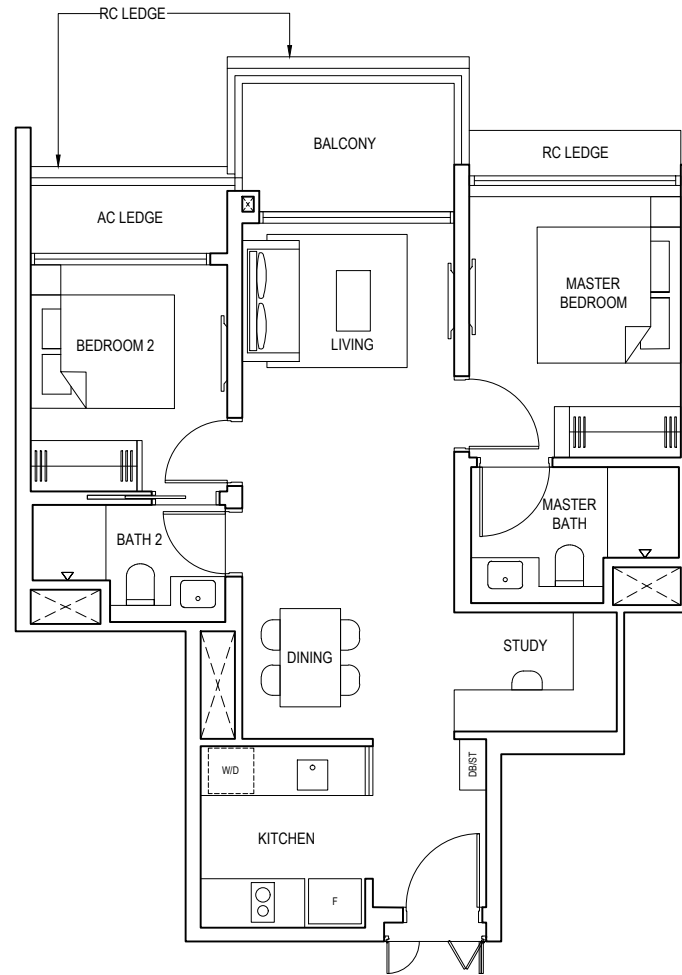 RC LEDGE
BALCONY
RC LEDGE
AC LEDGE
MASTER
BEDROOM
BEDROOM 2
LIVING
MASTER
BATH
BATH 2
STUDY
DINING
W/D
DB/ST
KITCHEN
F